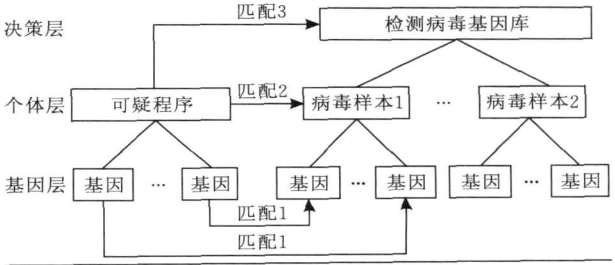 匹配3
决策层 检测病毒基因库
个体层 可疑程序 匹配2 病毒样本1 … 病毒样本2
基因层 基因 … 基因 基因 … 基因 基因 … 基因
匹配1
匹配1